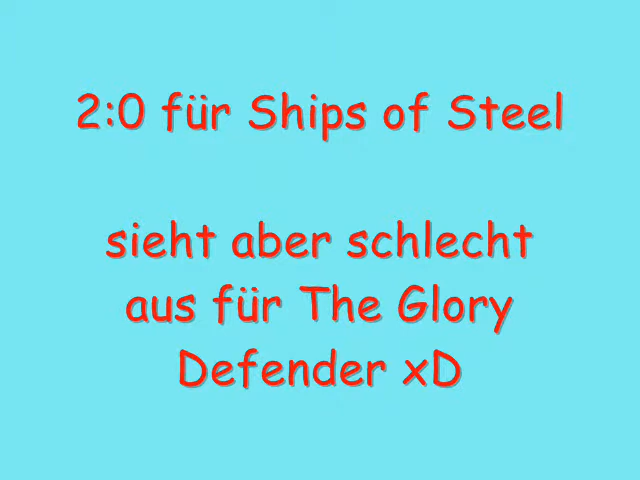 2:0 für Ships of Steel
sieht aber schlecht
aus für The Glory
Defender xD